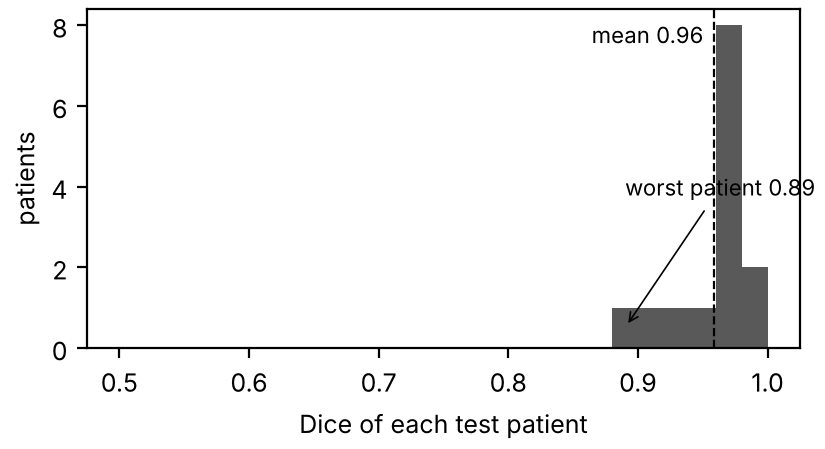 8
mean 0.96
6
patients
4
worst patient 0.89
2
0
0.5 0.6 0.7 0.8 0.9 1.0
Dice of each test patient